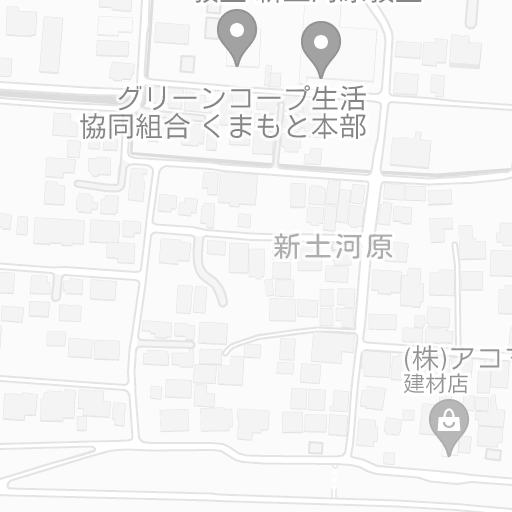 グリーンコープ生活
協同組合 くまもと本部
新土河原
(株)アコ
建材店